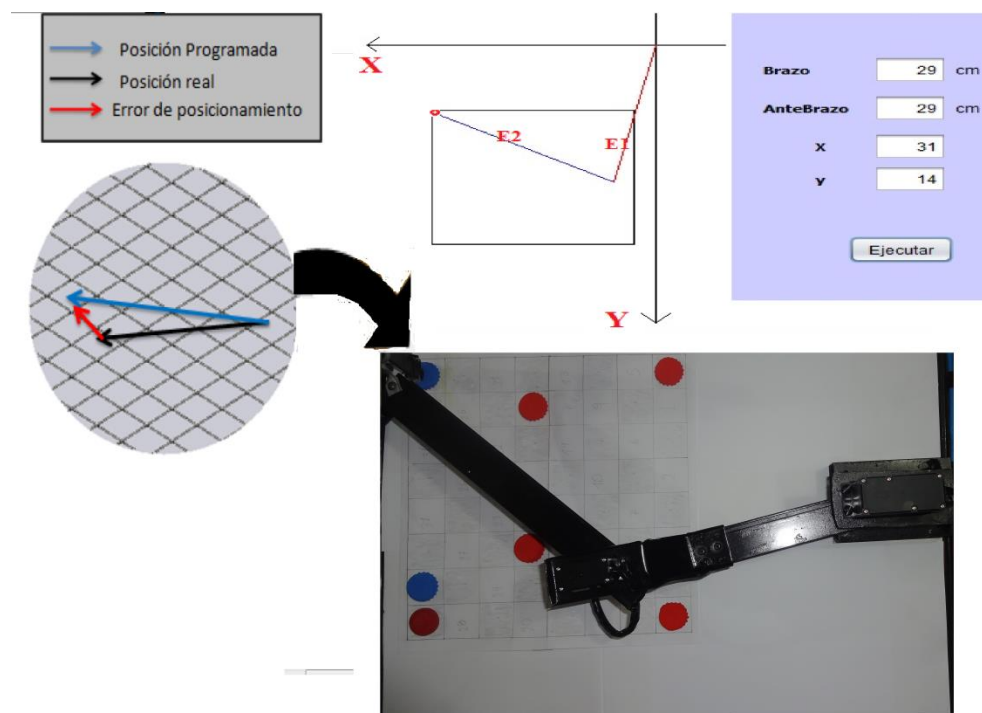 Posición Programada
Posición real
Error de posicionamiento
X
E2
E1
Y
Brazo 29 cm
AnteBrazo 29 cm
x 31
y 14
Ejecutar